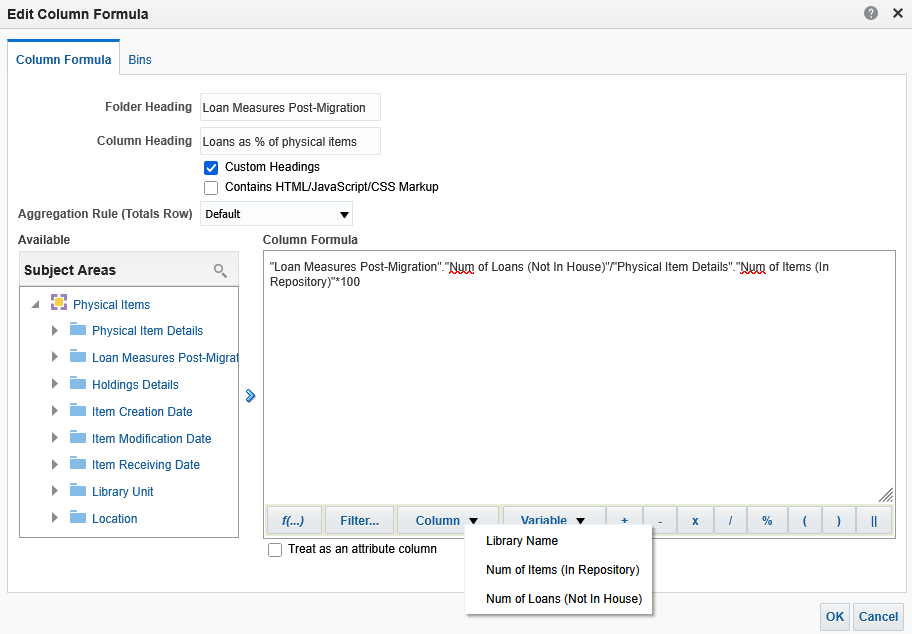 Edit Column Formula
Column Formula
Bins
Folder Heading
Loan Measures Post-Migration
Column Heading
Loans as % of physical items
Custom Headings
Contains HTML/JavaScript/CSS Markup
Aggregation Rule (Totals Row)
Default
Available
Column Formula
Subject Areas
Physical Items
Physical Item Details
Loan Measures Post-Migrat
Holdings Details
Item Creation Date
Item Modification Date
Item Receiving Date
Library Unit
Location
"Loan Measures Post-Migration"."Num of Loans (Not In House)"/"Physical Item Details"."Num of Items (In
Repository)"*100
f(...)
Filter...
Column
Variable
+
-
x
/
%
(
)
||
Treat as an attribute column
Library Name
Num of Items (In Repository)
Num of Loans (Not In House)
OK
Cancel